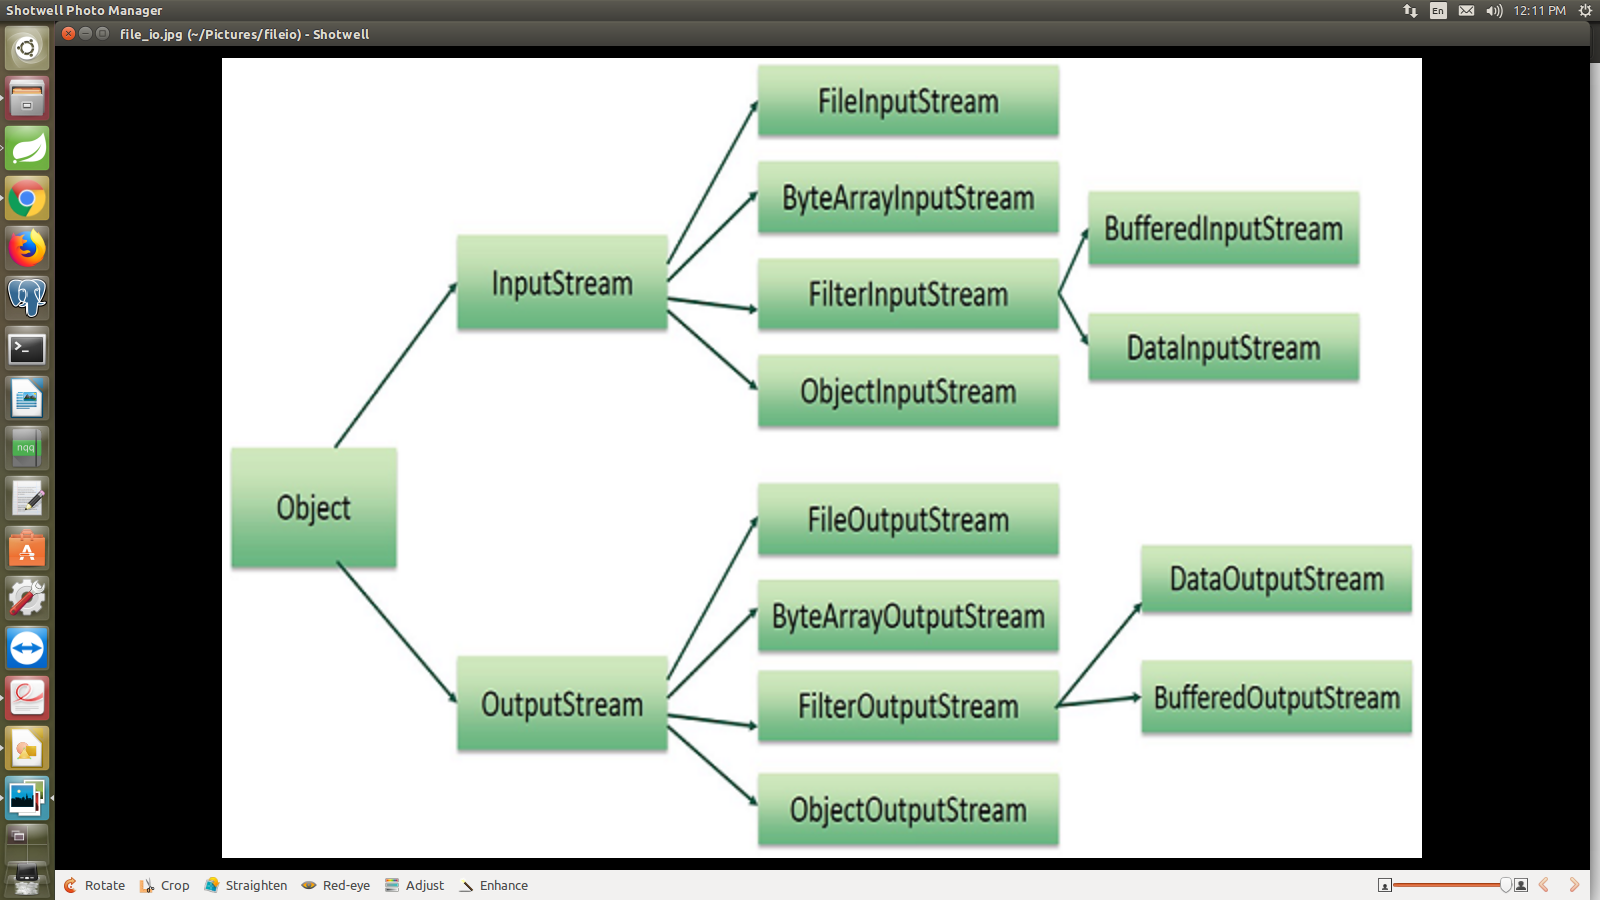 Shotwell Photo Manager
En
12:11 PM
file_io.jpg (~/Pictures/fileio) - Shotwell
FileInputStream
ByteArrayInputStream
BufferedInputStream
InputStream
FilterInputStream
DataInputStream
ObjectInputStream
nqq
Object
FileOutputStream
DataOutputStream
ByteArrayOutputStream
OutputStream
FilterOutputStream
BufferedOutputStream
ObjectOutputStream
Rotate
Crop
Straighten
Red-eye
Adjust
Enhance